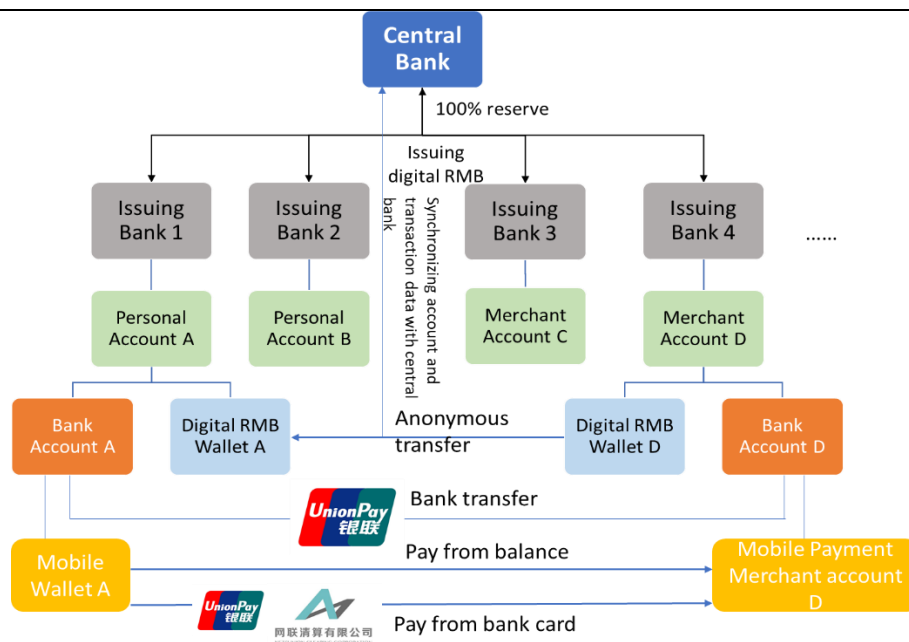 Central
Bank
100% reserve
Issuing
digital RMB
Synchronizing account and
transaction data with central
bank
Issuing
Bank 1
Issuing
Bank 2
Issuing
Bank 3
Issuing
Bank 4
......
Personal
Account A
Personal
Account B
Merchant
Account C
Merchant
Account D
Bank
Account A
Digital RMB
Wallet A
Anonymous
transfer
Digital RMB
Wallet D
Bank
Account D
UnionPay
银联
Bank transfer
Mobile
Wallet A
Pay from balance
Mobile Payment
Merchant account
D
UnionPay
银联
网联清算有限公司
Pay from bank card